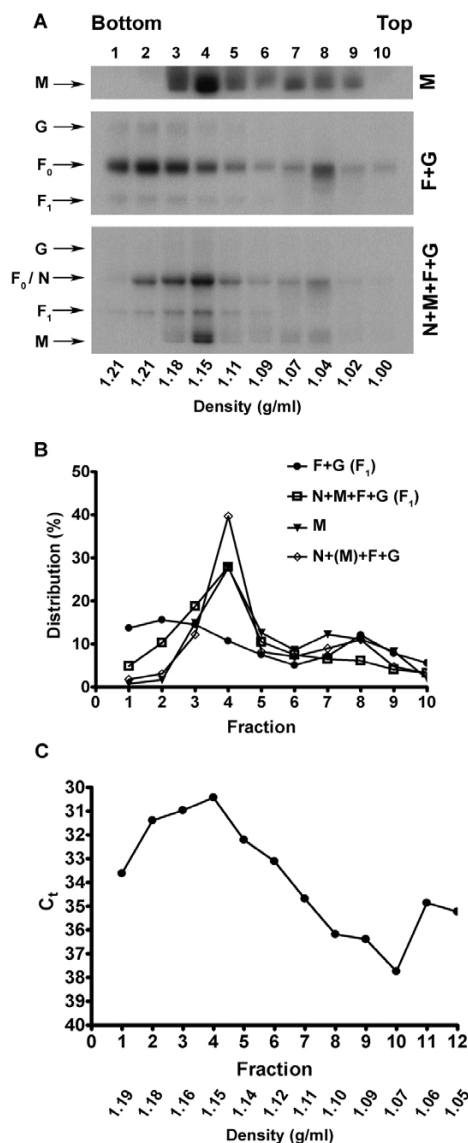 A Bottom Top
1 2 3 4 5 6 7 8 9 10
M M
G
F0 F+G
F1
G
F0 / N N+M+F+G
F1
M
1.21 1.21 1.18 1.15 1.11 1.09 1.07 1.04 1.02 1.00
Density (g/ml)
B
50
40
30
20
10
0
Distribution (%)
F+G (F1)
N+M+F+G (F1)
M
N+(M)+F+G
0 1 2 3 4 5 6 7 8 9 10
Fraction
C
30
31
32
33
34
35
36
37
38
39
40
Ct
0 1 2 3 4 5 6 7 8 9 10 11 12
Fraction
1.19 1.18 1.16 1.15 1.14 1.12 1.11 1.10 1.09 1.07 1.06 1.05
Density (g/ml)